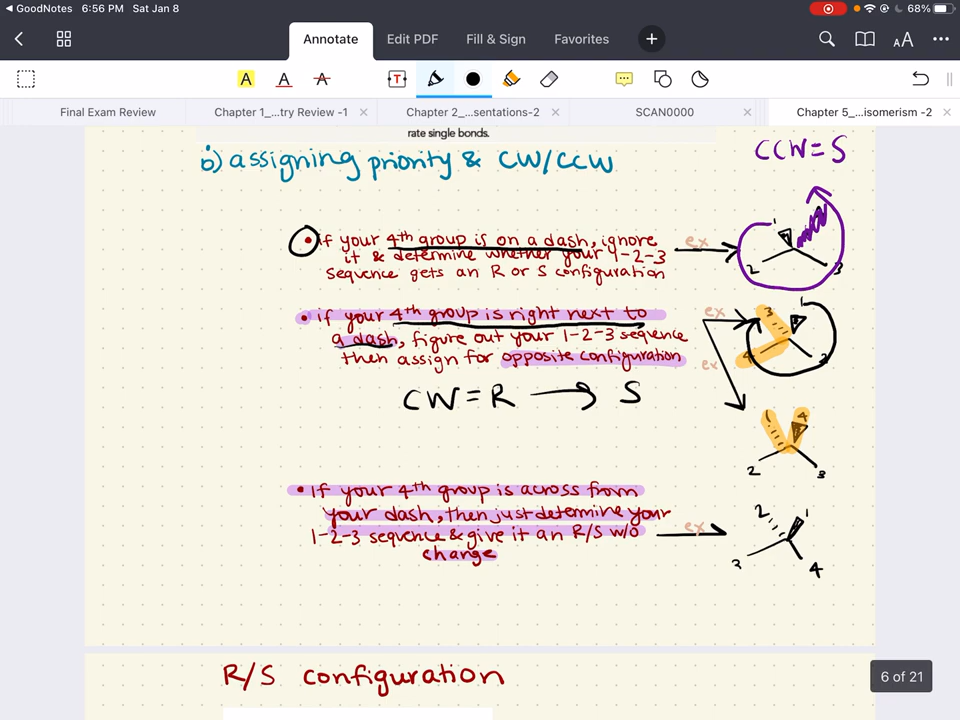 GoodNotes 6:56 PM Sat Jan 8 68%
Annotate Edit PDF Fill & Sign Favorites
A A A T AA
Final Exam Review Chapter 1_...try Review -1 Chapter 2_...sentations-2 SCAN0000 Chapter 5_...isomerism -2
rate single bonds.
b) assigning priority & CW/CCW
CCW=S
• if your 4th group is on a dash, ignore
it & determine whether your 1-2-3
sequence gets an R or S configuration
ex
1
2
3
• if your 4th group is right next to
a dash, figure out your 1-2-3 sequence
then assign for opposite configuration
ex
ex
3
1
4
2
CW=R → S
1
4
2
3
• If your 4th group is across from
your dash, then just determine your
1-2-3 sequence & give it an R/S w/o
change
ex
2
1
3
4
R/S configuration
6 of 21